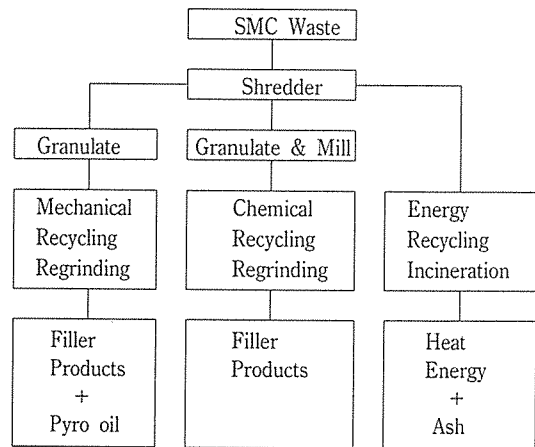 SMC Waste
Shredder
Granulate
Granulate & Mill
Mechanical
Recycling
Regrinding
Chemical
Recycling
Regrinding
Energy
Recycling
Incineration
Filler
Products
+
Pyro oil
Filler
Products
Heat
Energy
+
Ash